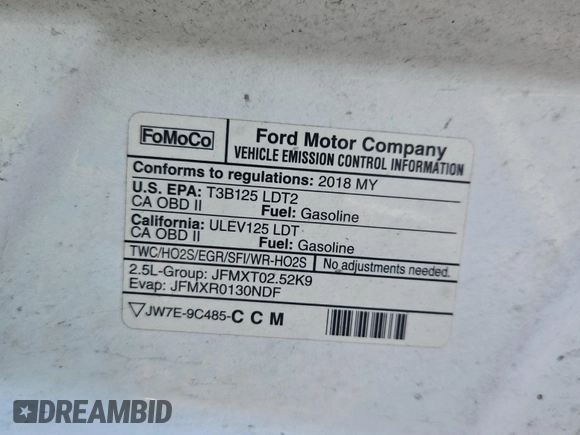 FoMoCo
Ford Motor Company
VEHICLE EMISSION CONTROL INFORMATION
Conforms to regulations: 2018 MY
U.S. EPA: T3B125 LDT2
CA OBD II Fuel: Gasoline
California: ULEV125 LDT
CA OBD II Fuel: Gasoline
TWC/HO2S/EGR/SFI/WR-HO2S No adjustments needed.
2.5L-Group: JFMXT02.52K9
Evap: JFMXR0130NDF
JW7E-9C485-C C M
DREAMBID